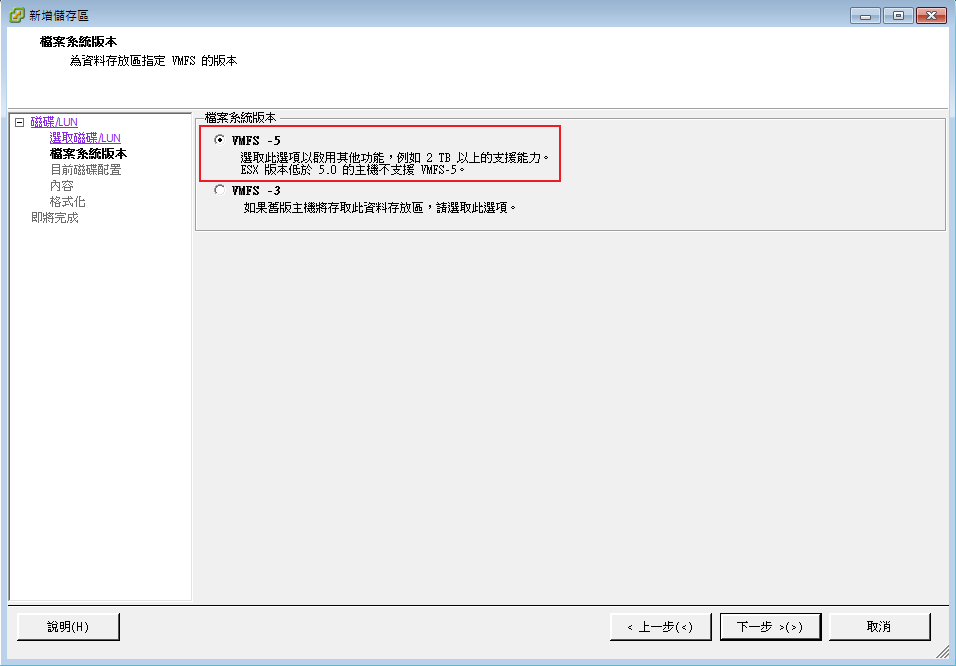 新增儲存區
檔案系統版本
為資料存放區指定 VMFS 的版本
磁碟/LUN
選取磁碟/LUN
檔案系統版本
目前磁碟配置
內容
格式化
即將完成
檔案系統版本
VMFS -5
選取此選項以啟用其他功能，例如 2 TB 以上的支援能力。
ESX 版本低於 5.0 的主機不支援 VMFS-5。
VMFS -3
如果舊版主機將存取此資料存放區，請選取此選項。
說明(H)
< 上一步(<)
下一步 >(>)
取消